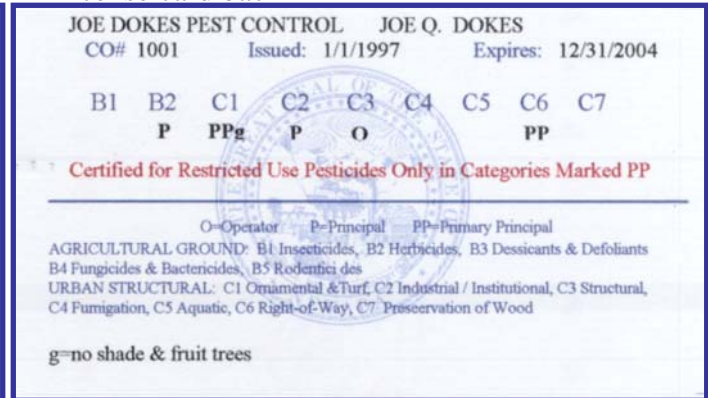 JOE DOKES PEST CONTROL JOE Q. DOKES
CO# 1001 Issued: 1/1/1997 Expires: 12/31/2004
B1 B2 C1 C2 C3 C4 C5 C6 C7
P PPg P O PP
Certified for Restricted Use Pesticides Only in Categories Marked PP
O=Operator P=Principal PP=Primary Principal
AGRICULTURAL GROUND: B1 Insecticides, B2 Herbicides, B3 Dessicants & Defoliants
B4 Fungicides & Bactericides, B5 Rodentici des
URBAN STRUCTURAL: C1 Ornamental &Turf, C2 Industrial / Institutional, C3 Structural,
C4 Fumigation, C5 Aquatic, C6 Right-of-Way, C7 Preseervation of Wood
g=no shade & fruit trees